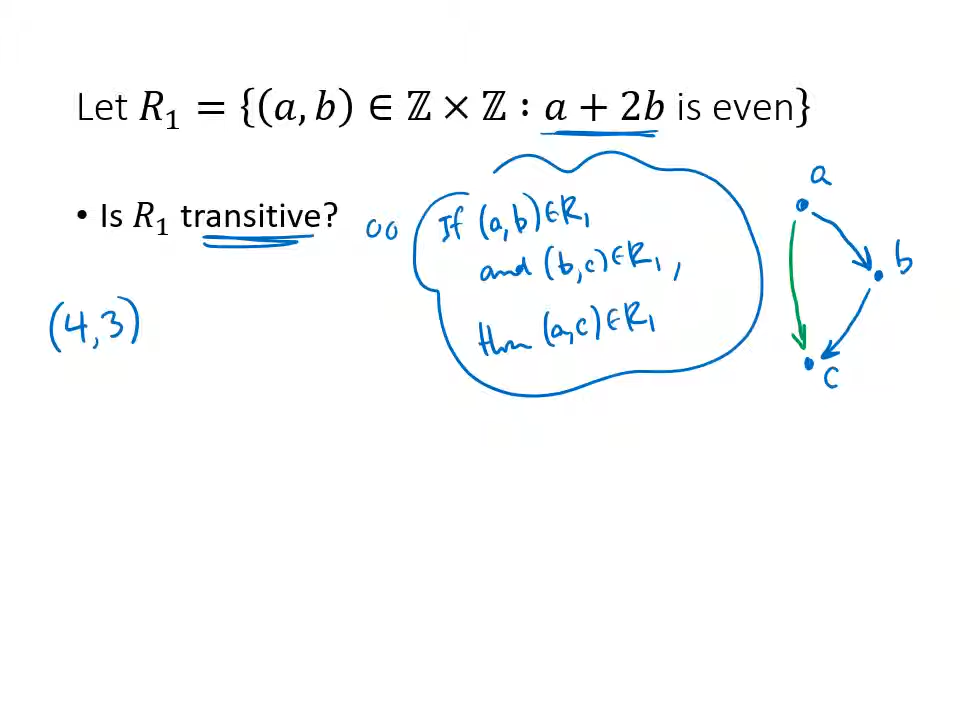 Let R₁ = {(a, b) ∈ ℤ × ℤ : a + 2b is even}
• Is R₁ transitive?
If (a,b)∈R₁
and (b,c)∈R₁,
then (a,c)∈R₁
(4,3)
a
b
c